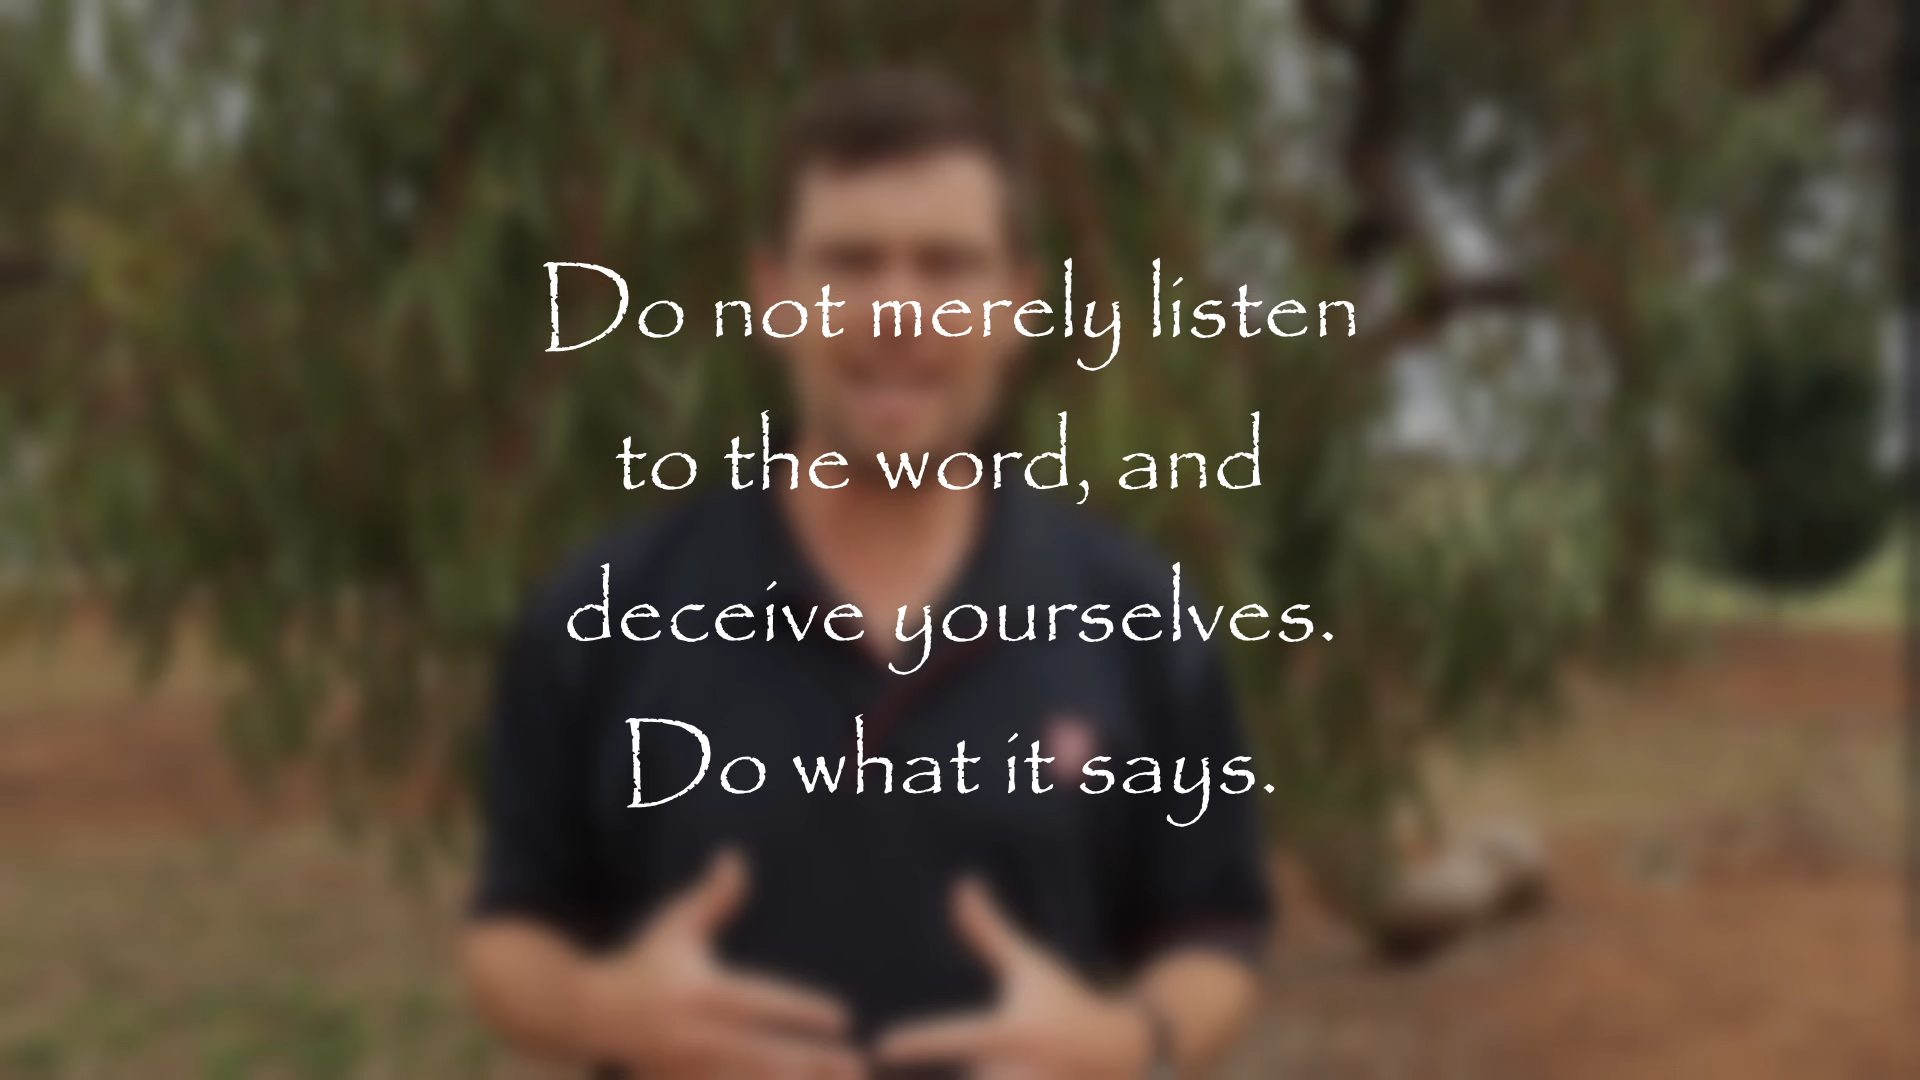 Do not merely listen
to the word, and
deceive yourselves.
Do what it says.